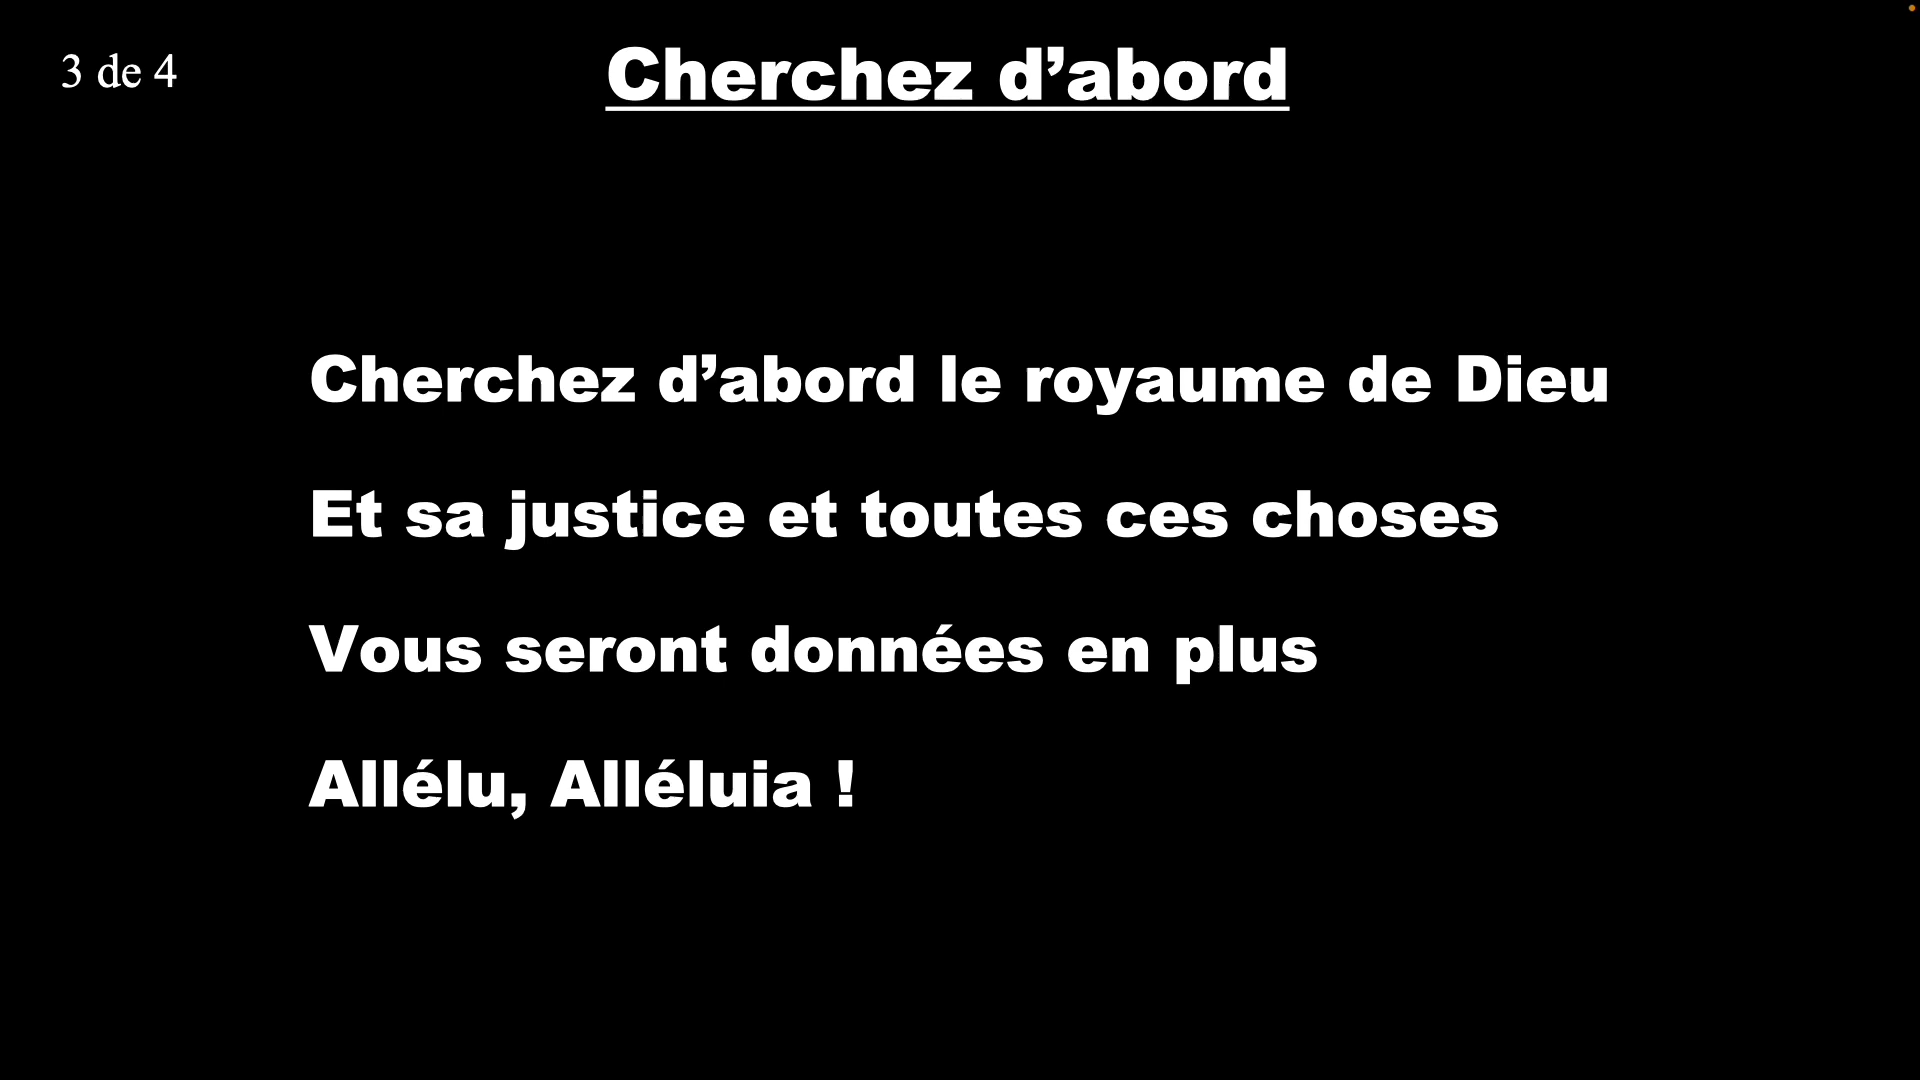 3 de 4
Cherchez d’abord
Cherchez d’abord le royaume de Dieu
Et sa justice et toutes ces choses
Vous seront données en plus
Allélu, Alléluia !